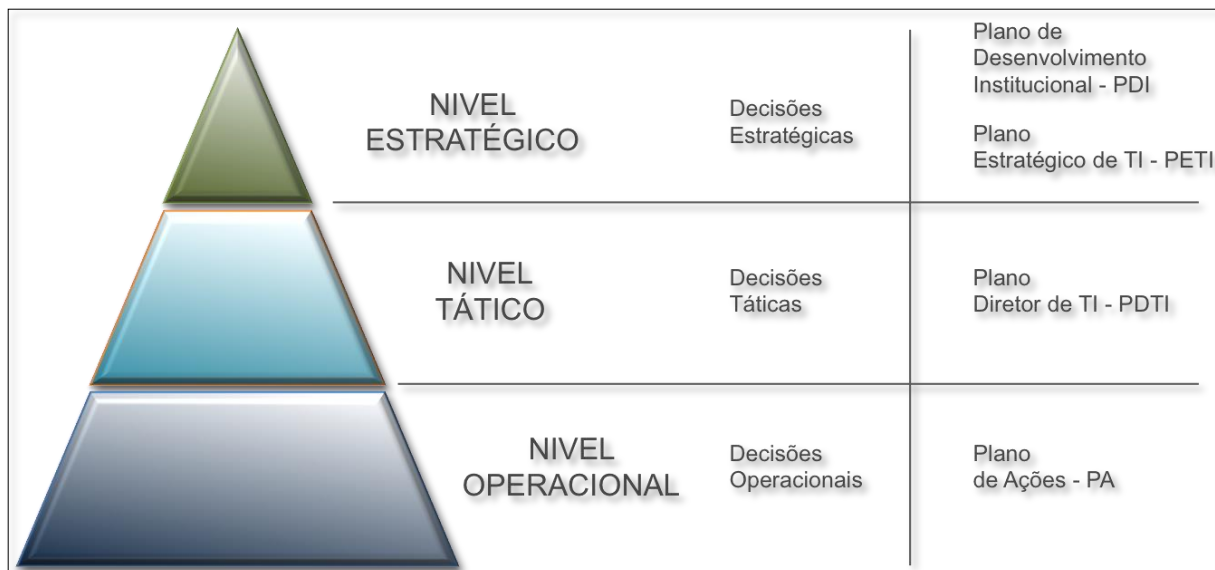 NIVEL
ESTRATÉGICO
Decisões
Estratégicas
Plano de
Desenvolvimento
Institucional - PDI
Plano
Estratégico de TI - PETI
NIVEL
TÁTICO
Decisões
Táticas
Plano
Diretor de TI - PDTI
NIVEL
OPERACIONAL
Decisões
Operacionais
Plano
de Ações - PA